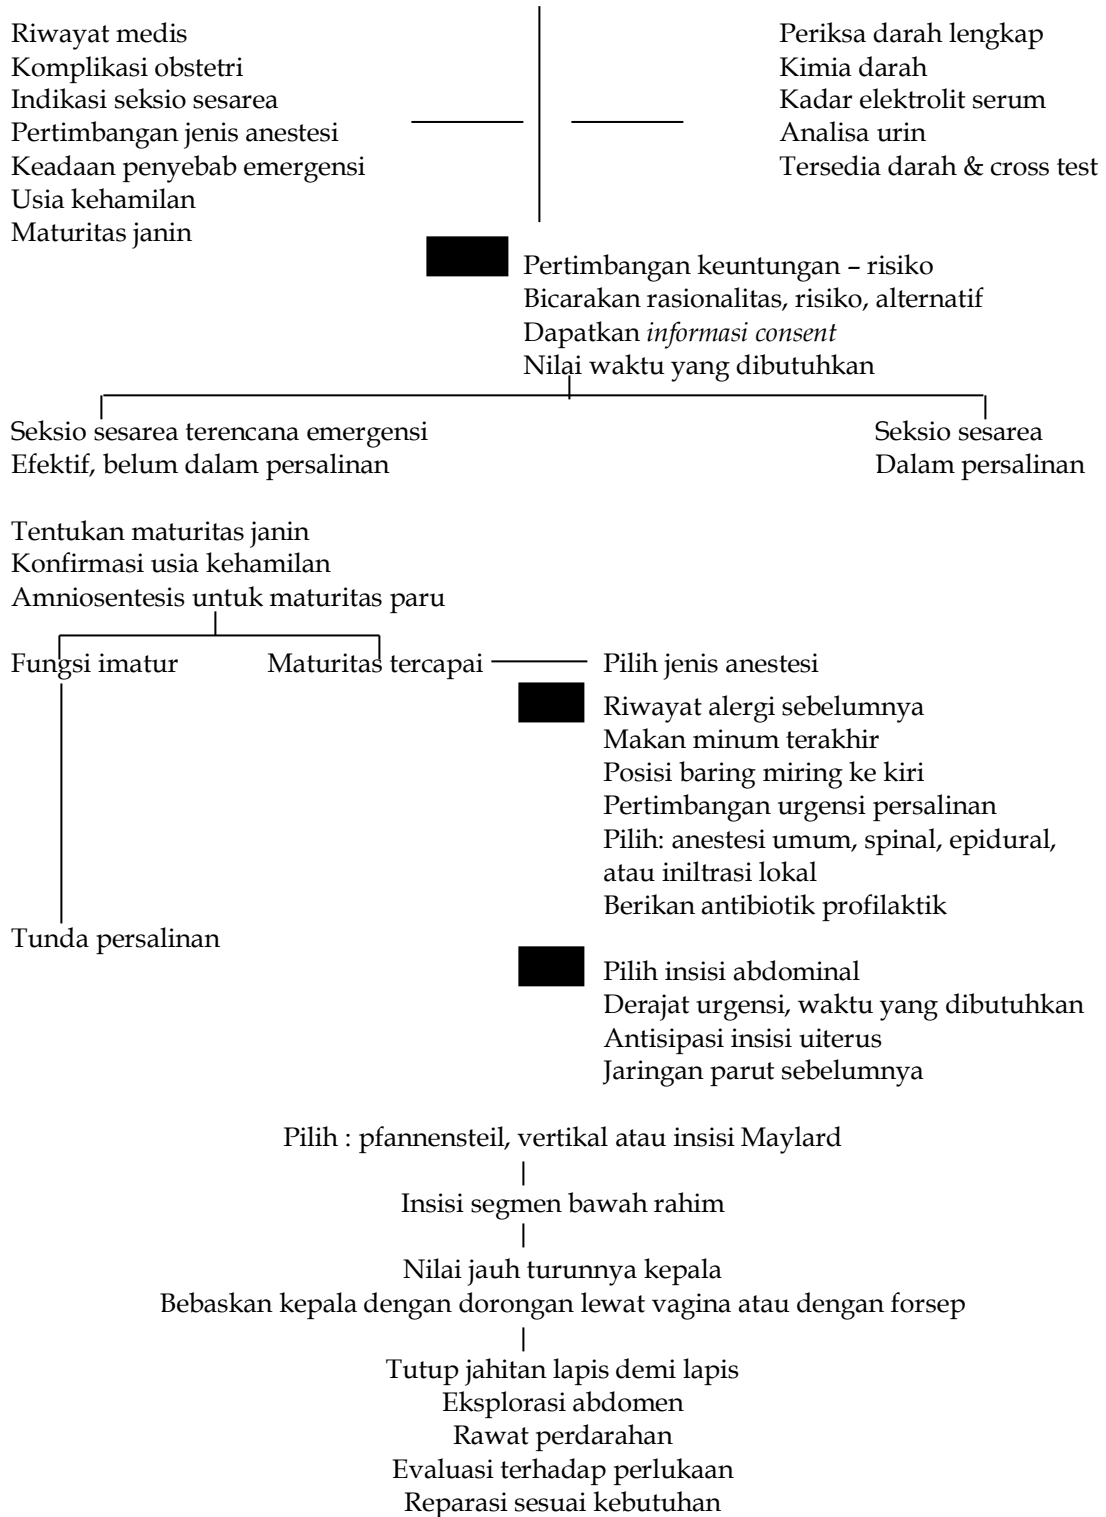 Riwayat medis
Komplikasi obstetri
Indikasi seksio sesarea
Pertimbangan jenis anestesi
Keadaan penyebab emergensi
Usia kehamilan
Maturitas janin
Periksa darah lengkap
Kimia darah
Kadar elektrolit serum
Analisa urin
Tersedia darah & cross test
Pertimbangan keuntungan – risiko
Bicarakan rasionalitas, risiko, alternatif
Dapatkan informasi consent
Nilai waktu yang dibutuhkan
Seksio sesarea terencana emergensi
Efektif, belum dalam persalinan
Seksio sesarea
Dalam persalinan
Tentukan maturitas janin
Konfirmasi usia kehamilan
Amniosentesis untuk maturitas paru
Fungsi imatur
Maturitas tercapai
Pilih jenis anestesi
Riwayat alergi sebelumnya
Makan minum terakhir
Posisi baring miring ke kiri
Pertimbangan urgensi persalinan
Pilih: anestesi umum, spinal, epidural,
atau iniltrasi lokal
Berikan antibiotik profilaktik
Tunda persalinan
Pilih insisi abdominal
Derajat urgensi, waktu yang dibutuhkan
Antisipasi insisi uiterus
Jaringan parut sebelumnya
Pilih : pfannensteil, vertikal atau insisi Maylard
Insisi segmen bawah rahim
Nilai jauh turunnya kepala
Bebaskan kepala dengan dorongan lewat vagina atau dengan forsep
Tutup jahitan lapis demi lapis
Eksplorasi abdomen
Rawat perdarahan
Evaluasi terhadap perlukaan
Reparasi sesuai kebutuhan